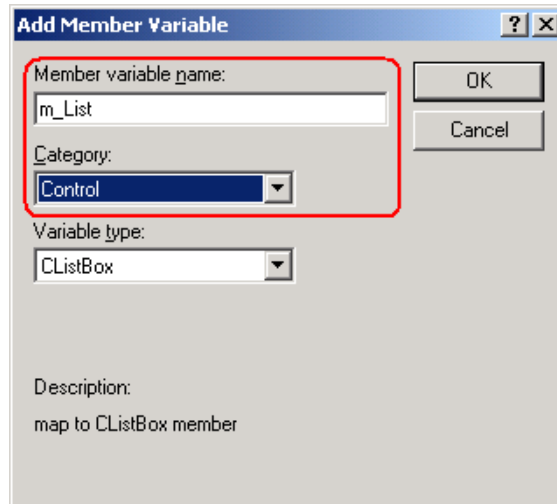 Add Member Variable
Member variable name:
OK
m_List
Cancel
Category:
Control
Variable type:
CListBox
Description:
map to CListBox member